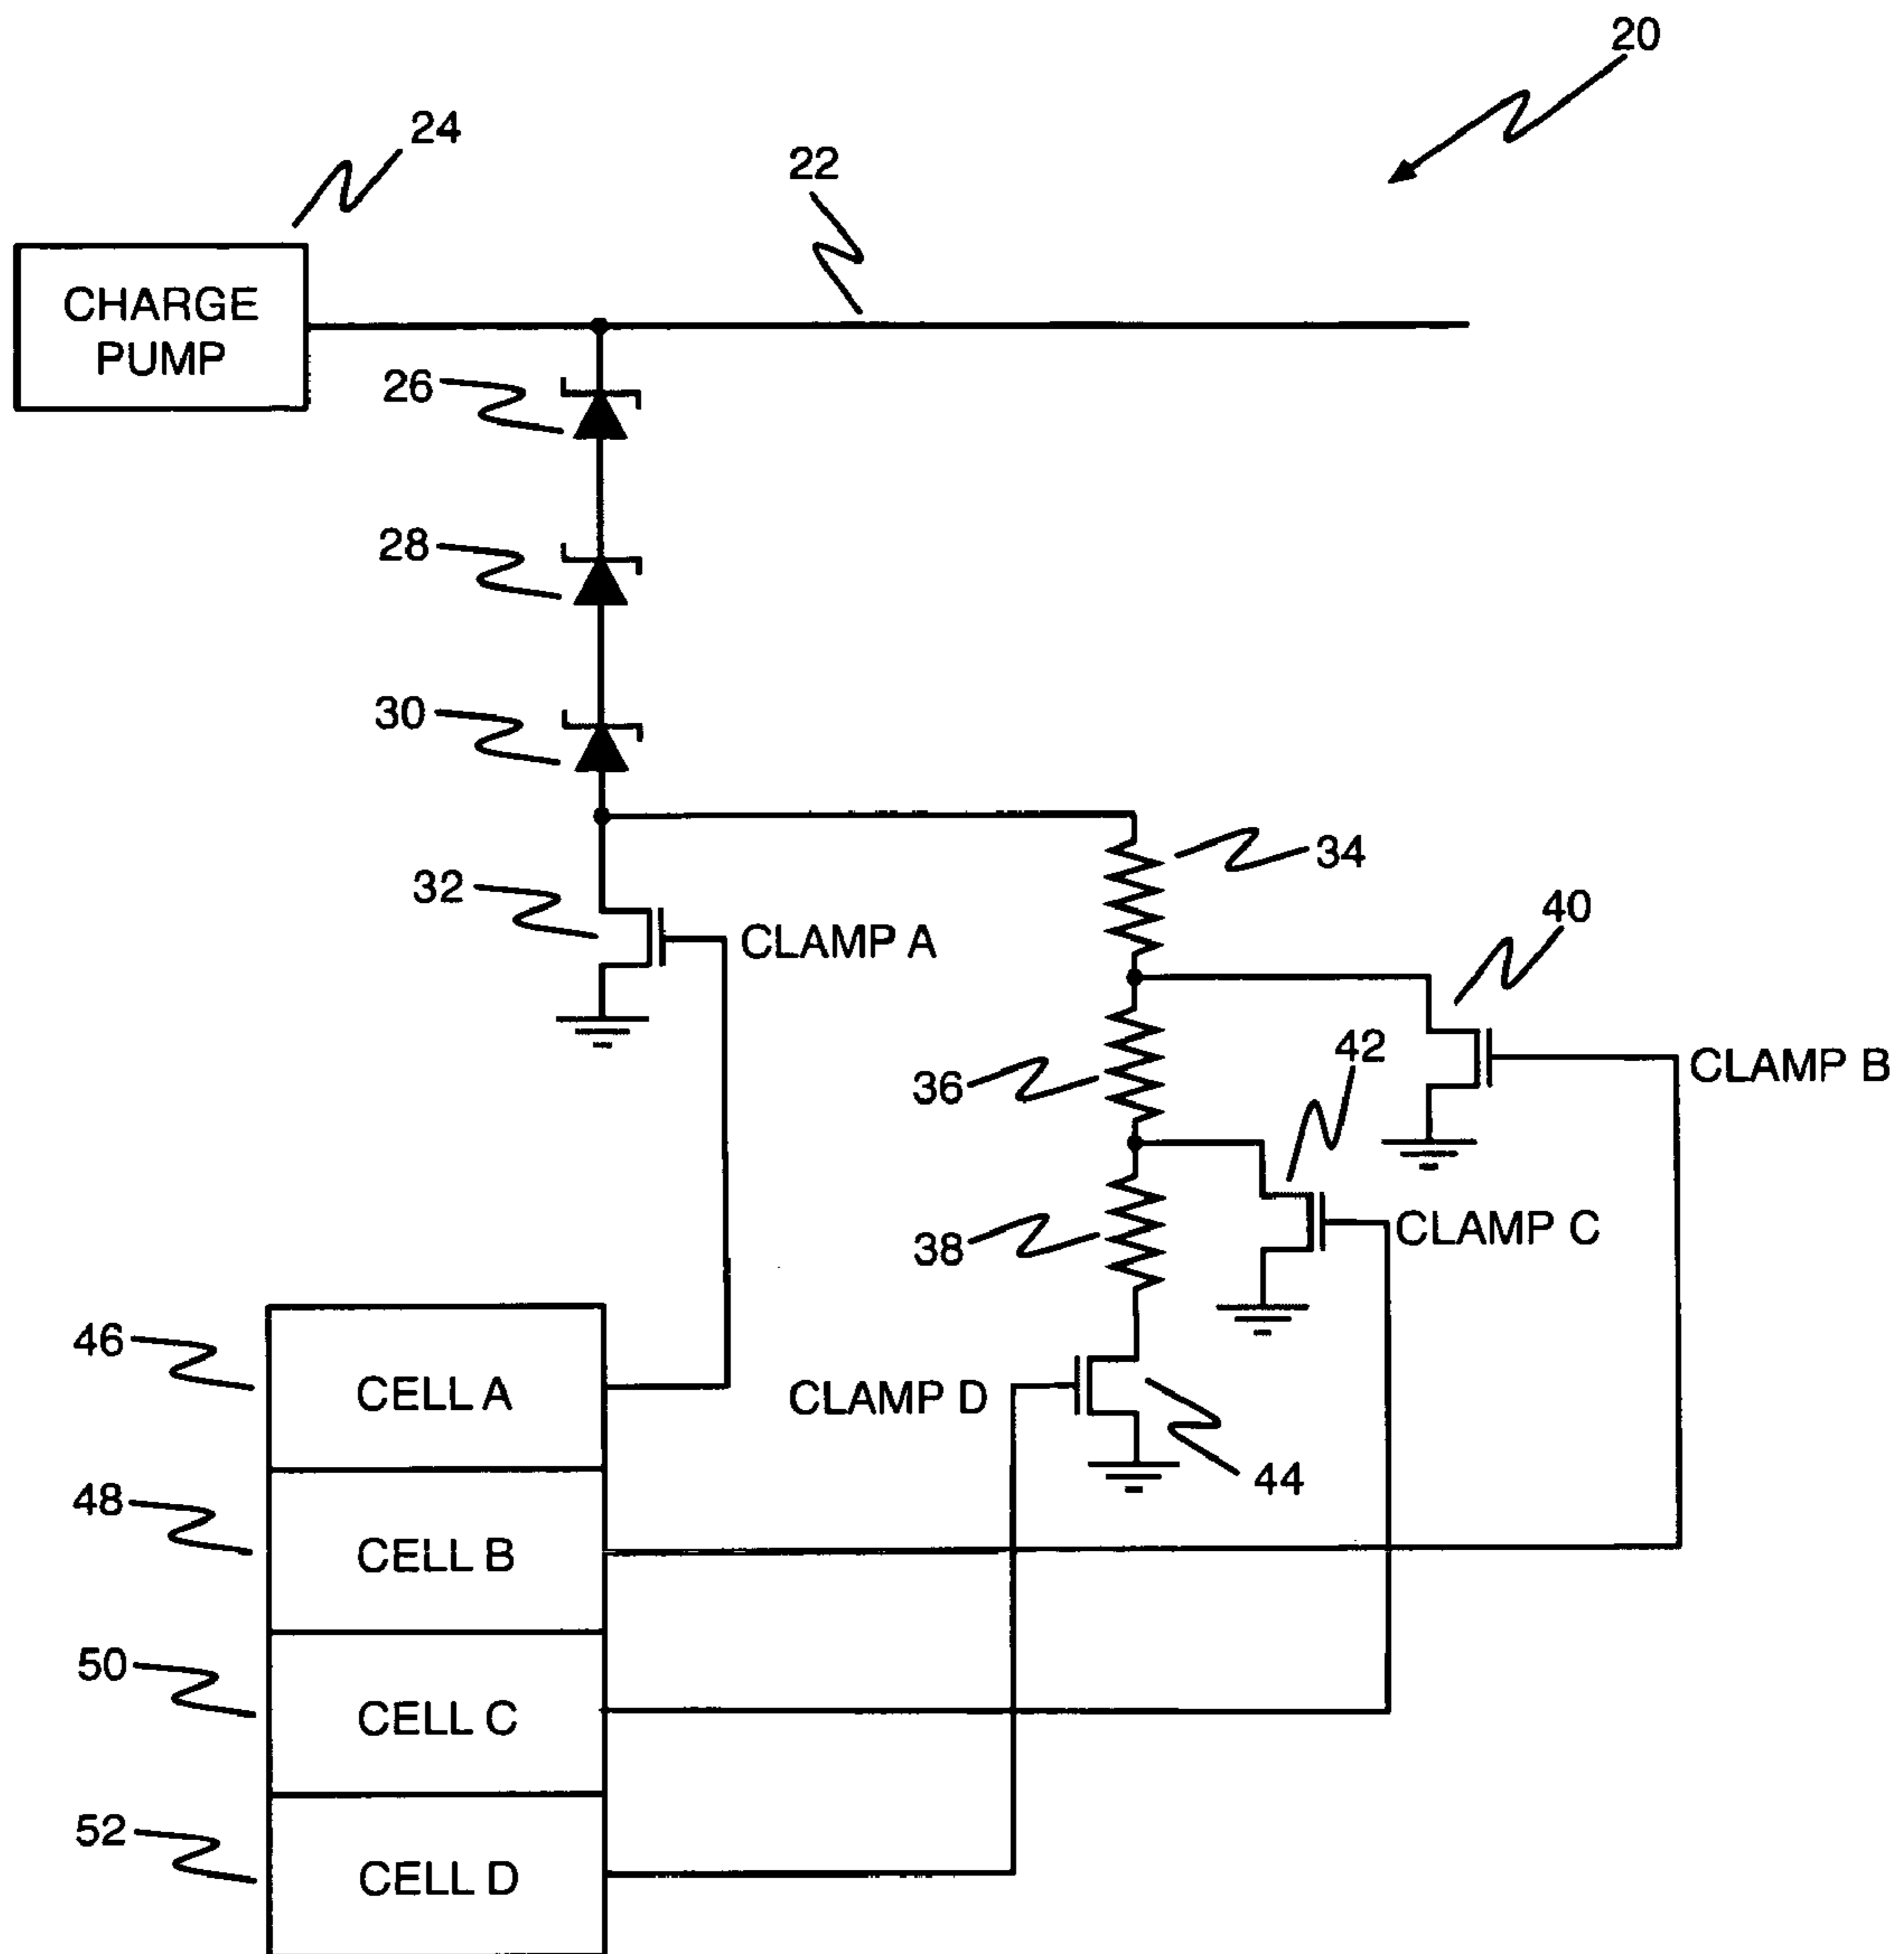 20
24
22
CHARGE
PUMP
26
28
30
34
32
CLAMP A
40
42
36
CLAMP B
38
CLAMP C
46
CELL A
CLAMP D
44
48
CELL B
50
CELL C
52
CELL D